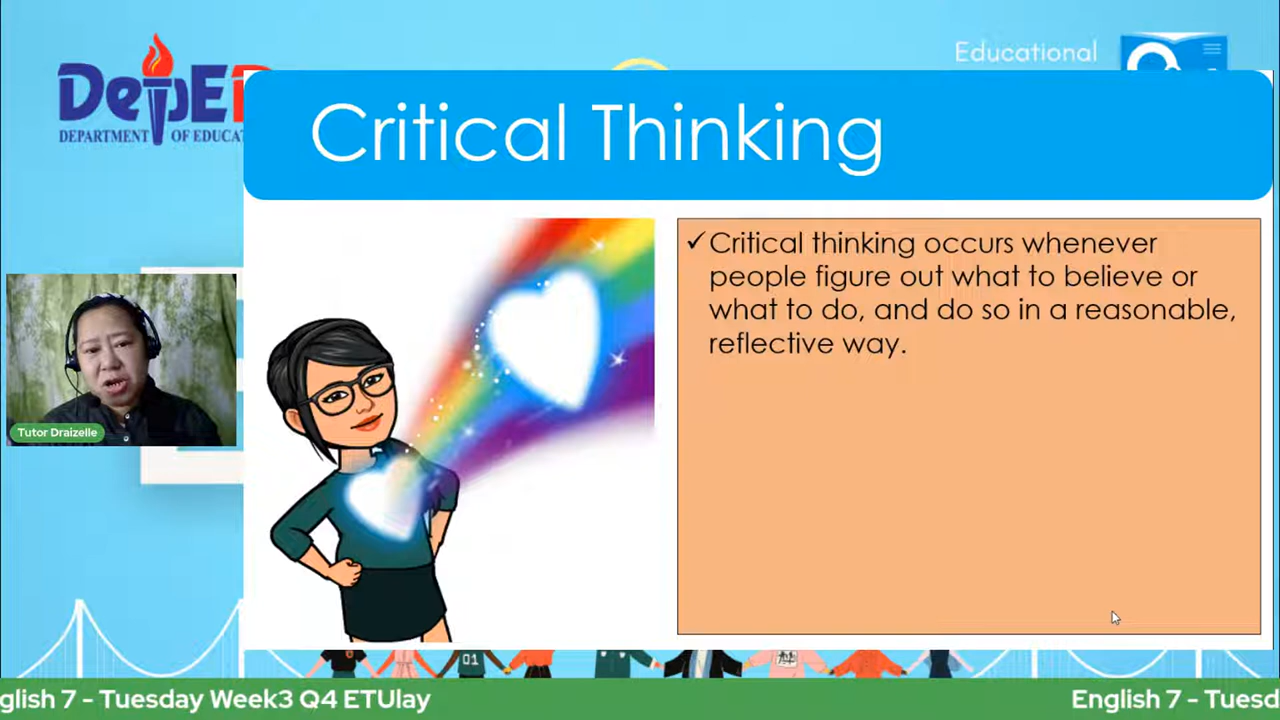 Educational
DepE
DEPARTMENT OF EDUCAT
Critical Thinking
✓Critical thinking occurs whenever
people figure out what to believe or
what to do, and do so in a reasonable,
reflective way.
Tutor Draizelle
01
glish 7 - Tuesday Week3 Q4 ETUlay
English 7 - Tuesd